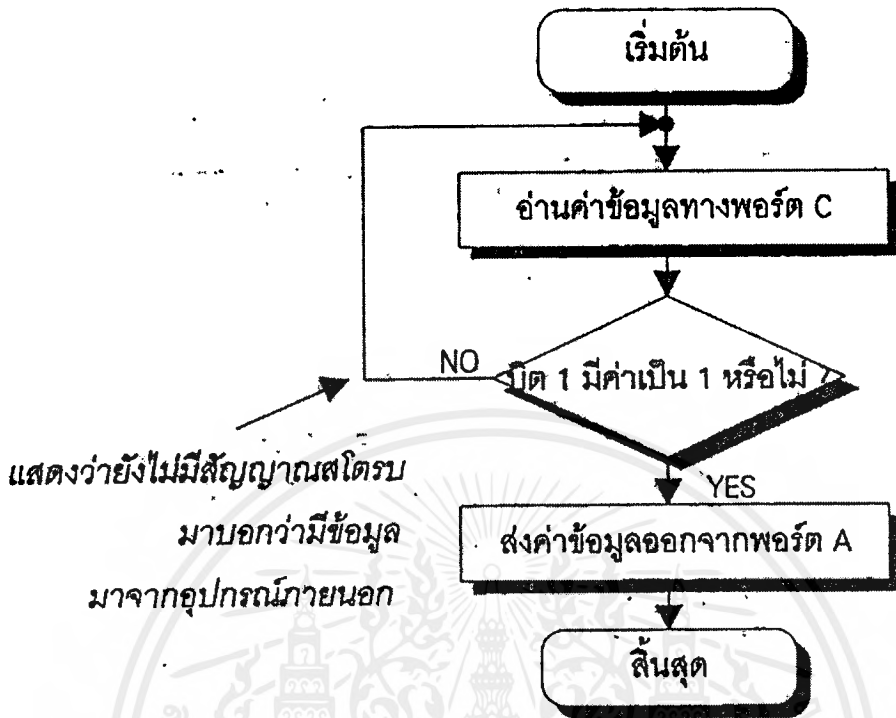 เริ่มต้น
อ่านค่าข้อมูลทางพอร์ต C
NO
บิต 1 มีค่าเป็น 1 หรือไม่ ?
แสดงว่ายังไม่มีสัญญาณสโตรบ
มาบอกว่ามีข้อมูล
มาจากอุปกรณ์ภายนอก
YES
ส่งค่าข้อมูลออกจากพอร์ต A
สิ้นสุด